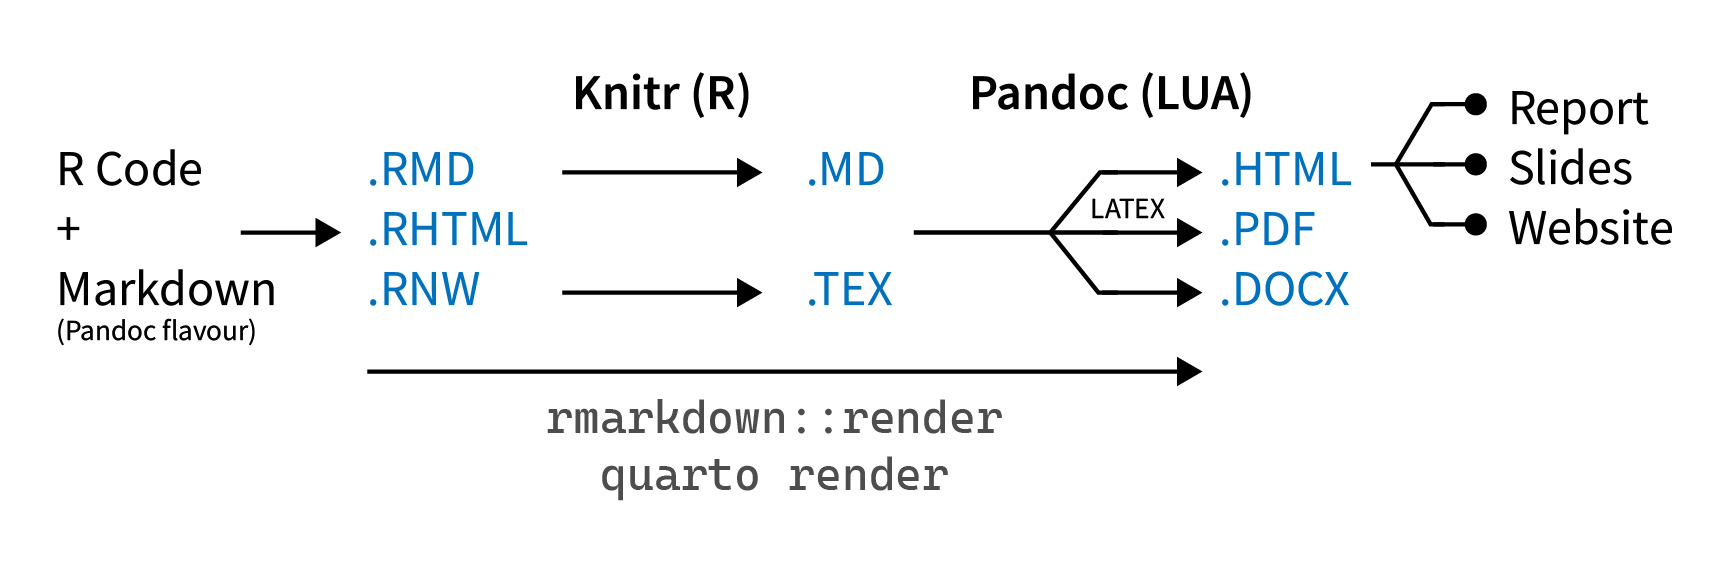 Knitr (R)
Pandoc (LUA)
R Code
+
Markdown
(Pandoc flavour)
.RMD
.RHTML
.RNW
.MD
.TEX
LATEX
.HTML
.PDF
.DOCX
Report
Slides
Website
rmarkdown::render
quarto render